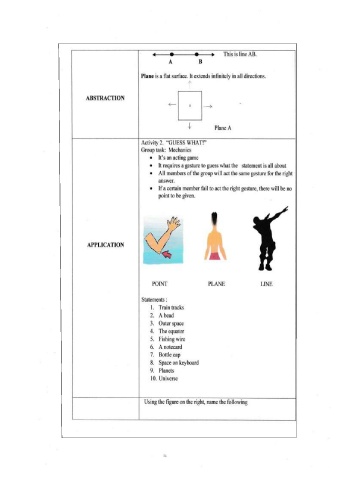 This is line AB.
A B
Plane is a flat surface. It extends infinitely in all directions.
ABSTRACTION
Plane A
Activity 2. "GUESS WHAT?"
Group task: Mechanics
• It's an acting game
• It requires a gesture to guess what the statement is all about
• All members of the group will act the same gesture for the right
answer.
• If a certain member fail to act the right gesture, there will be no
point to be given.
APPLICATION
POINT PLANE LINE
Statements :
1. Train tracks
2. A bead
3. Outer space
4. The equator
5. Fishing wire
6. A notecard
7. Bottle cap
8. Space on keyboard
9. Planets
10. Universe
Using the figure on the right, name the following